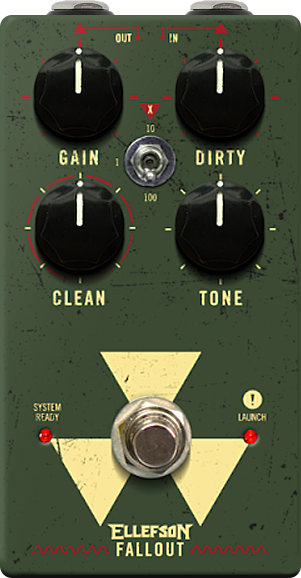 OUT IN
GAIN
DIRTY
X
10
1
100
CLEAN
TONE
SYSTEM
READY
!
LAUNCH
ELLEFSON
FALLOUT